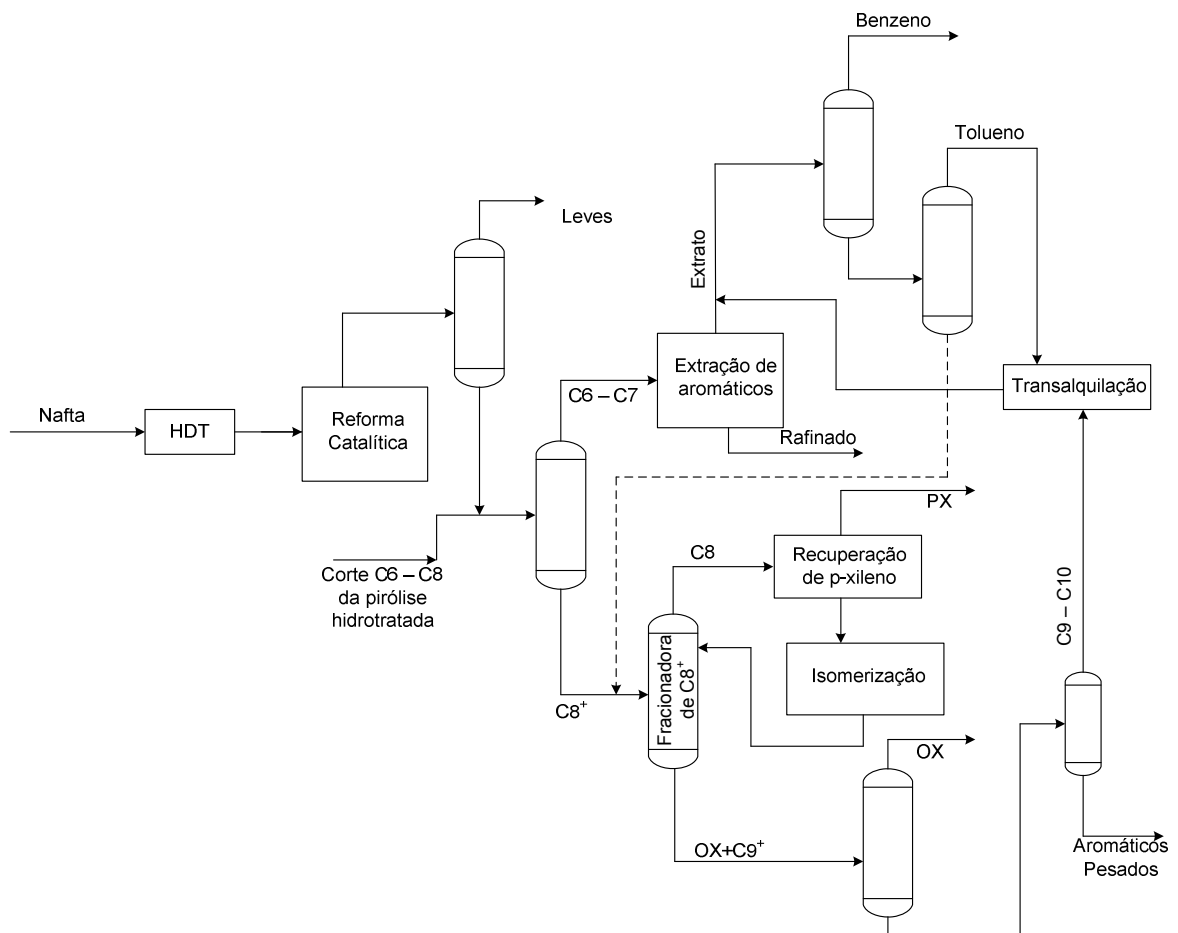 Benzeno
Tolueno
Leves
Extrato
Extração de
aromáticos
Transalquilação
C6 – C7
Nafta
HDT
Reforma
Catalítica
Rafinado
PX
C8
Recuperação
de p-xileno
Corte C6 – C8
da pirólise
hidrotratada
C9 – C10
Fracionadora
de C8⁺
Isomerização
C8⁺
OX
OX+C9⁺
Aromáticos
Pesados